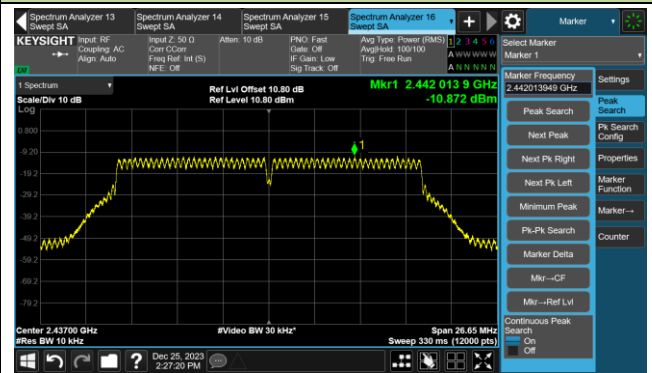 Spectrum Analyzer 13
Swept SA
Spectrum Analyzer 14
Swept SA
Spectrum Analyzer 15
Swept SA
Spectrum Analyzer 16
Swept SA
Marker
KEYSIGHT
Input: RF
Coupling: AC
Align: Auto
Input Z: 50 Ω
Corr CCorr
Freq Ref: Int (S)
NFE: Off
Atten: 10 dB
PNO: Fast
Gate: Off
IF Gain: Low
Sig Track: Off
Avg Type: Power (RMS)
Avg|Hold: 100/100
Trig: Free Run
1 2 3 4 5 6
A W W W W W
A N N N N N
Select Marker
Marker 1
LXI
1 Spectrum
Scale/Div 10 dB
Log
Ref Lvl Offset 10.80 dB
Ref Level 10.80 dBm
Mkr1 2.442 013 9 GHz
-10.872 dBm
0.800
-9.20
-19.2
-29.2
-39.2
-49.2
-59.2
-69.2
-79.2
1
Center 2.43700 GHz
#Res BW 10 kHz
#Video BW 30 kHz*
Span 26.65 MHz
Sweep 330 ms (12000 pts)
Marker Frequency
2.442013949 GHz
Peak Search
Next Peak
Next Pk Right
Next Pk Left
Minimum Peak
Pk-Pk Search
Marker Delta
Mkr→CF
Mkr→Ref Lvl
Continuous Peak
Search
On
Off
Settings
Peak
Search
Pk Search
Config
Properties
Marker
Function
Marker→
Counter
Dec 25, 2023
2:27:20 PM